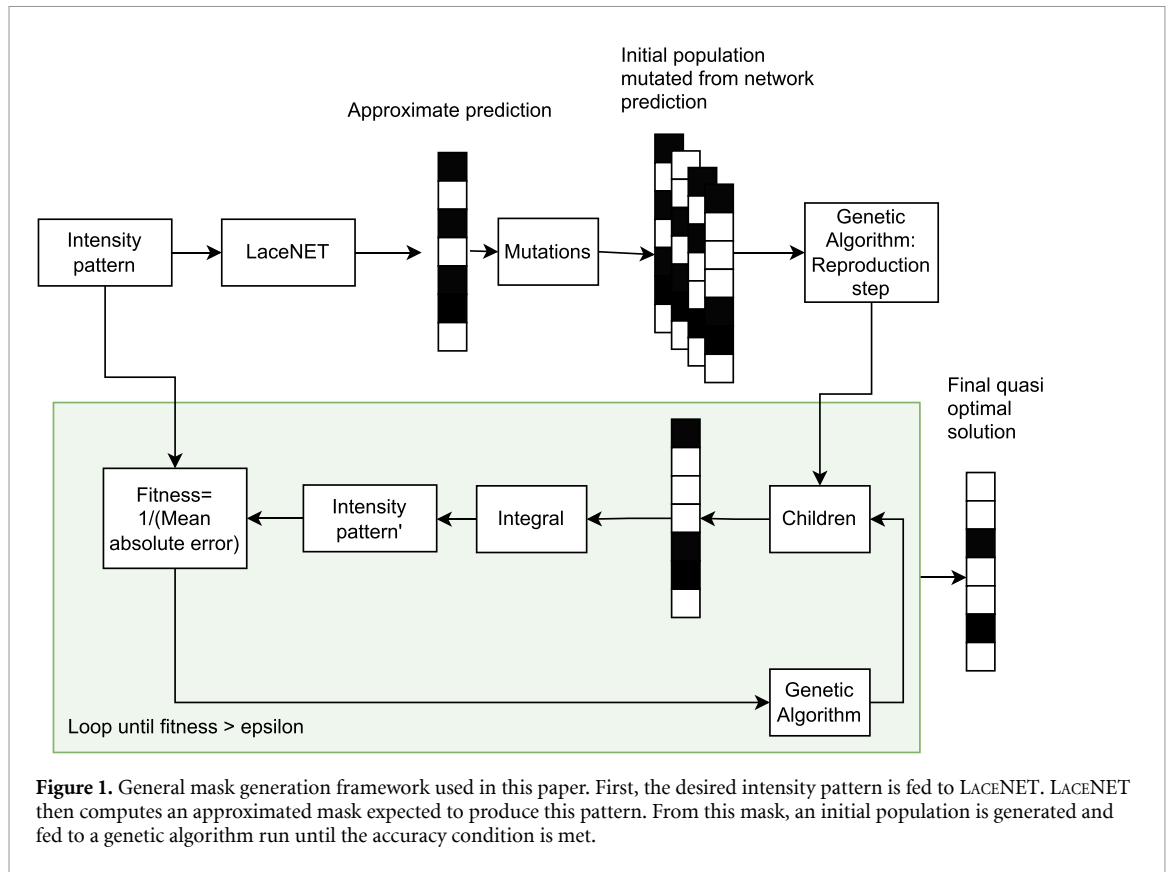 Initial population
mutated from network
prediction
Approximate prediction
Intensity
pattern
LaceNET
Mutations
Genetic
Algorithm:
Reproduction
step
Final quasi
optimal
solution
Fitness=
1/(Mean
absolute error)
Intensity
pattern'
Integral
Children
Genetic
Algorithm
Loop until fitness > epsilon
Figure 1. General mask generation framework used in this paper. First, the desired intensity pattern is fed to LACENET. LACENET
then computes an approximated mask expected to produce this pattern. From this mask, an initial population is generated and
fed to a genetic algorithm run until the accuracy condition is met.